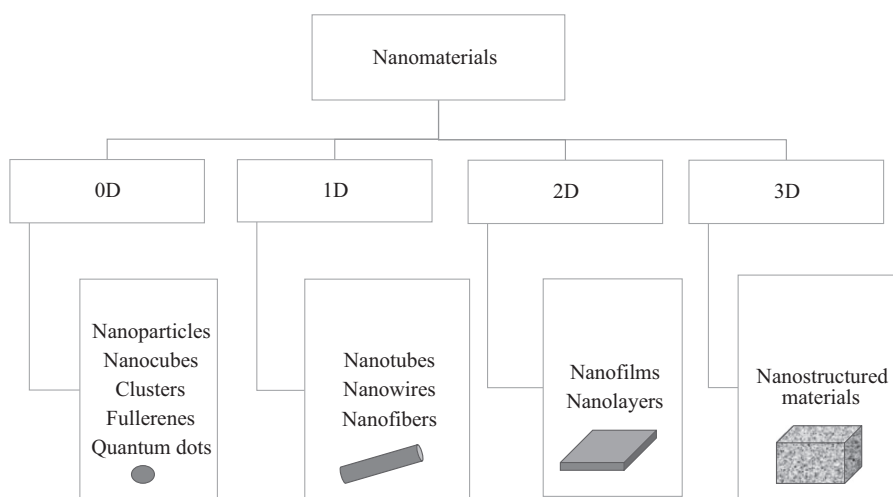 Nanomaterials
0D
1D
2D
3D
Nanoparticles
Nanocubes
Clusters
Fullerenes
Quantum dots
Nanotubes
Nanowires
Nanofibers
Nanofilms
Nanolayers
Nanostructured
materials